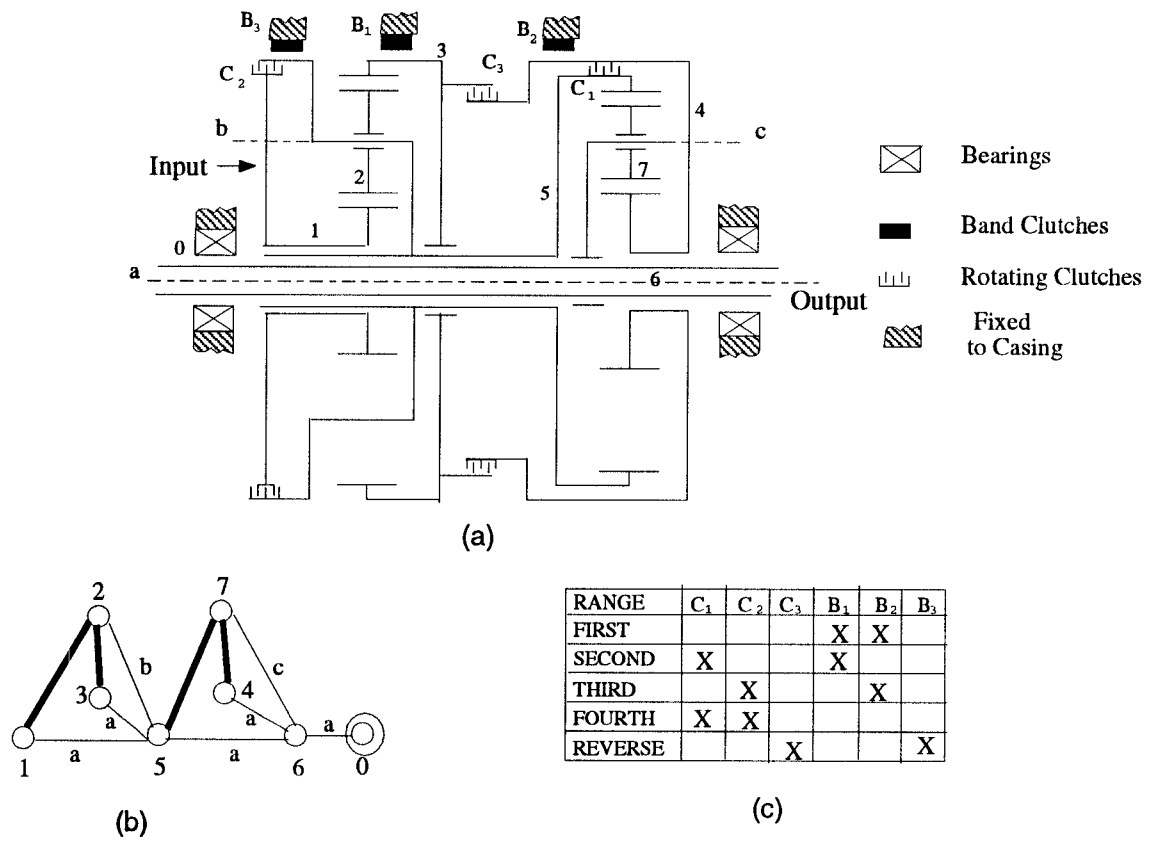 B₃
B₁
B₂
3
C₂
C₃
C₁
4
b
c
Input
2
5
7
1
0
a
6
Output
Bearings
Band Clutches
Rotating Clutches
Fixed
to Casing
(a)
2
7
b
c
3
4
a
a
a
a
a
1
5
6
0
(b)
RANGE C₁ C₂ C₃ B₁ B₂ B₃
FIRST X X
SECOND X X
THIRD X X
FOURTH X X
REVERSE X X
(c)